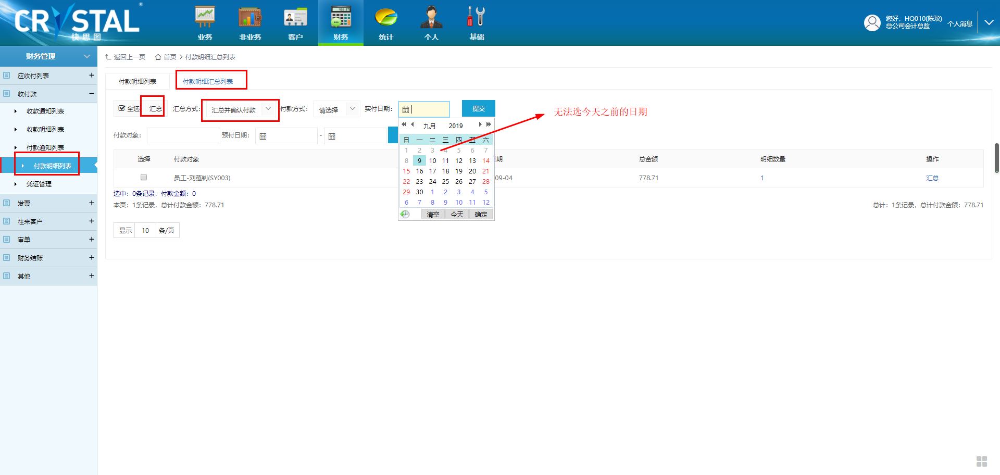 CRYSTAL®
快思图
业务 非业务 客户 财务 统计 个人 基础
您好，HQ010(陈玟)
总公司会计总监
个人消息
财务管理
应收付列表 +
收付款 −
收款通知列表
收款明细列表
付款通知列表
付款明细列表
凭证管理
发票 +
往来客户 +
审单 +
财务结账 +
其他 +
返回上一页 首页 > 付款明细汇总列表
付款明细列表 付款明细汇总列表
全选 汇总 汇总方式： 汇总并确认付款 付款方式： 请选择 实付日期： 提交
无法选今天之前的日期
付款对象： 预付日期： -
九月 2019
日 一 二 三 四 五 六
1 2 3 4 5 6 7
8 9 10 11 12 13 14
15 16 17 18 19 20 21
22 23 24 25 26 27 28
29 30 1 2 3 4 5
6 7 8 9 10 11 12
清空 今天 确定
选择 付款对象 期 总金额 明细数量 操作
员工-刘蕴钊(SY003) 09-04 778.71 1 汇总
选中：0条记录，付款金额：0
本页：1条记录，总计付款金额：778.71
总计：1条记录，总计付款金额：778.71
显示 10 条/页